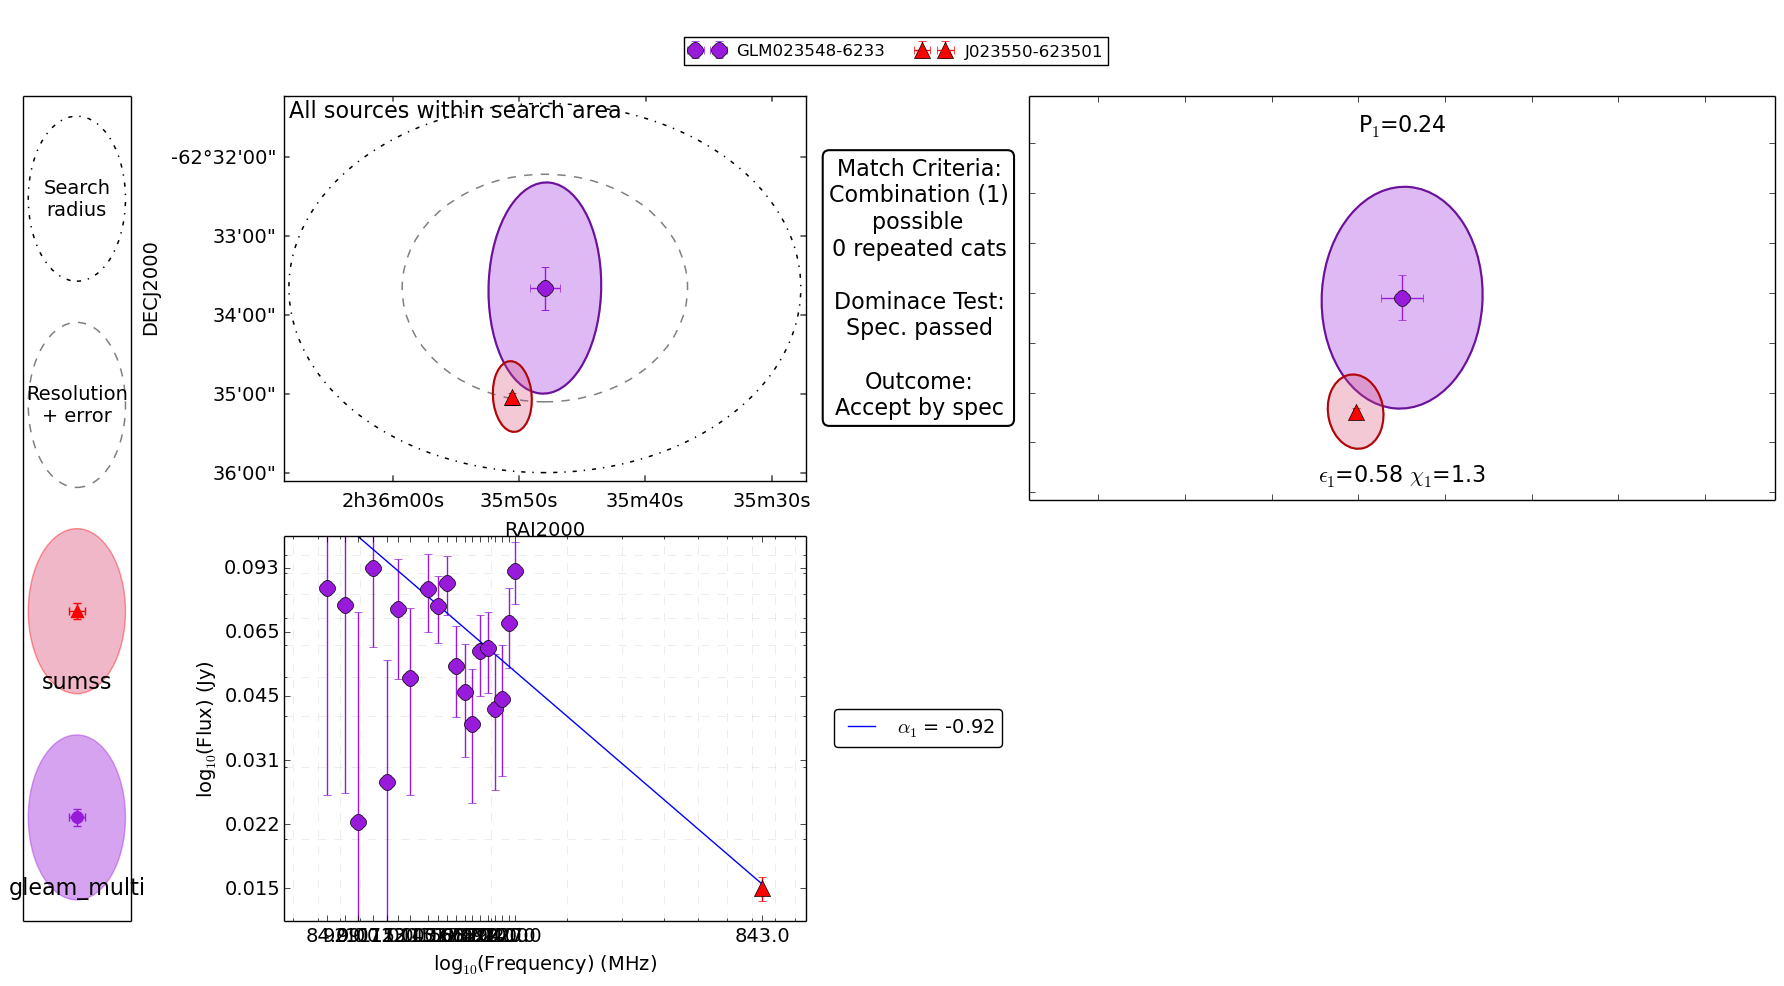 GLM023548-6233 J023550-623501
All sources within search area
Search
radius
Resolution
+ error
sumss
gleam_multi
DECJ2000
-62°32'00"
33'00"
34'00"
35'00"
36'00"
2h36m00s 35m50s 35m40s 35m30s
RAJ2000
Match Criteria:
Combination (1)
possible
0 repeated cats
Dominace Test:
Spec. passed
Outcome:
Accept by spec
P₁=0.24
ϵ₁=0.58 χ₁=1.3
log₁₀(Flux) (Jy)
0.093
0.065
0.045
0.031
0.022
0.015
843.0
log₁₀(Frequency) (MHz)
α₁ = -0.92